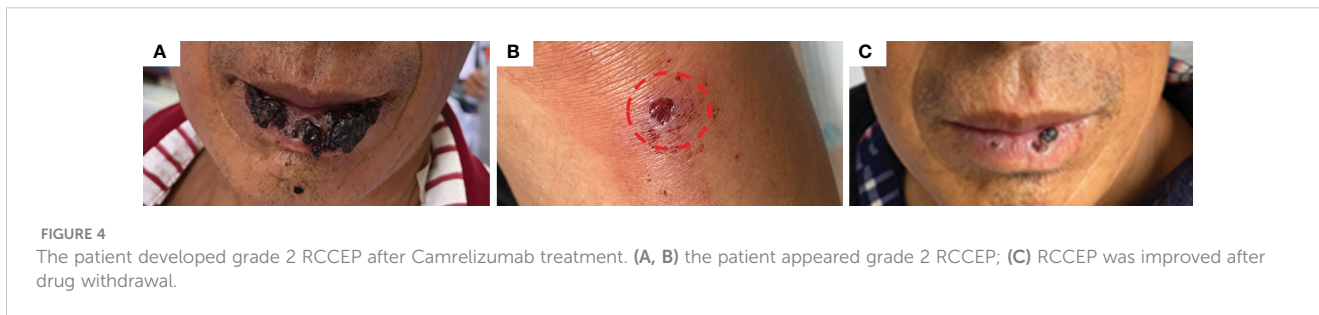 A
B
C
FIGURE 4
The patient developed grade 2 RCCEP after Camrelizumab treatment. (A, B) the patient appeared grade 2 RCCEP; (C) RCCEP was improved after
drug withdrawal.